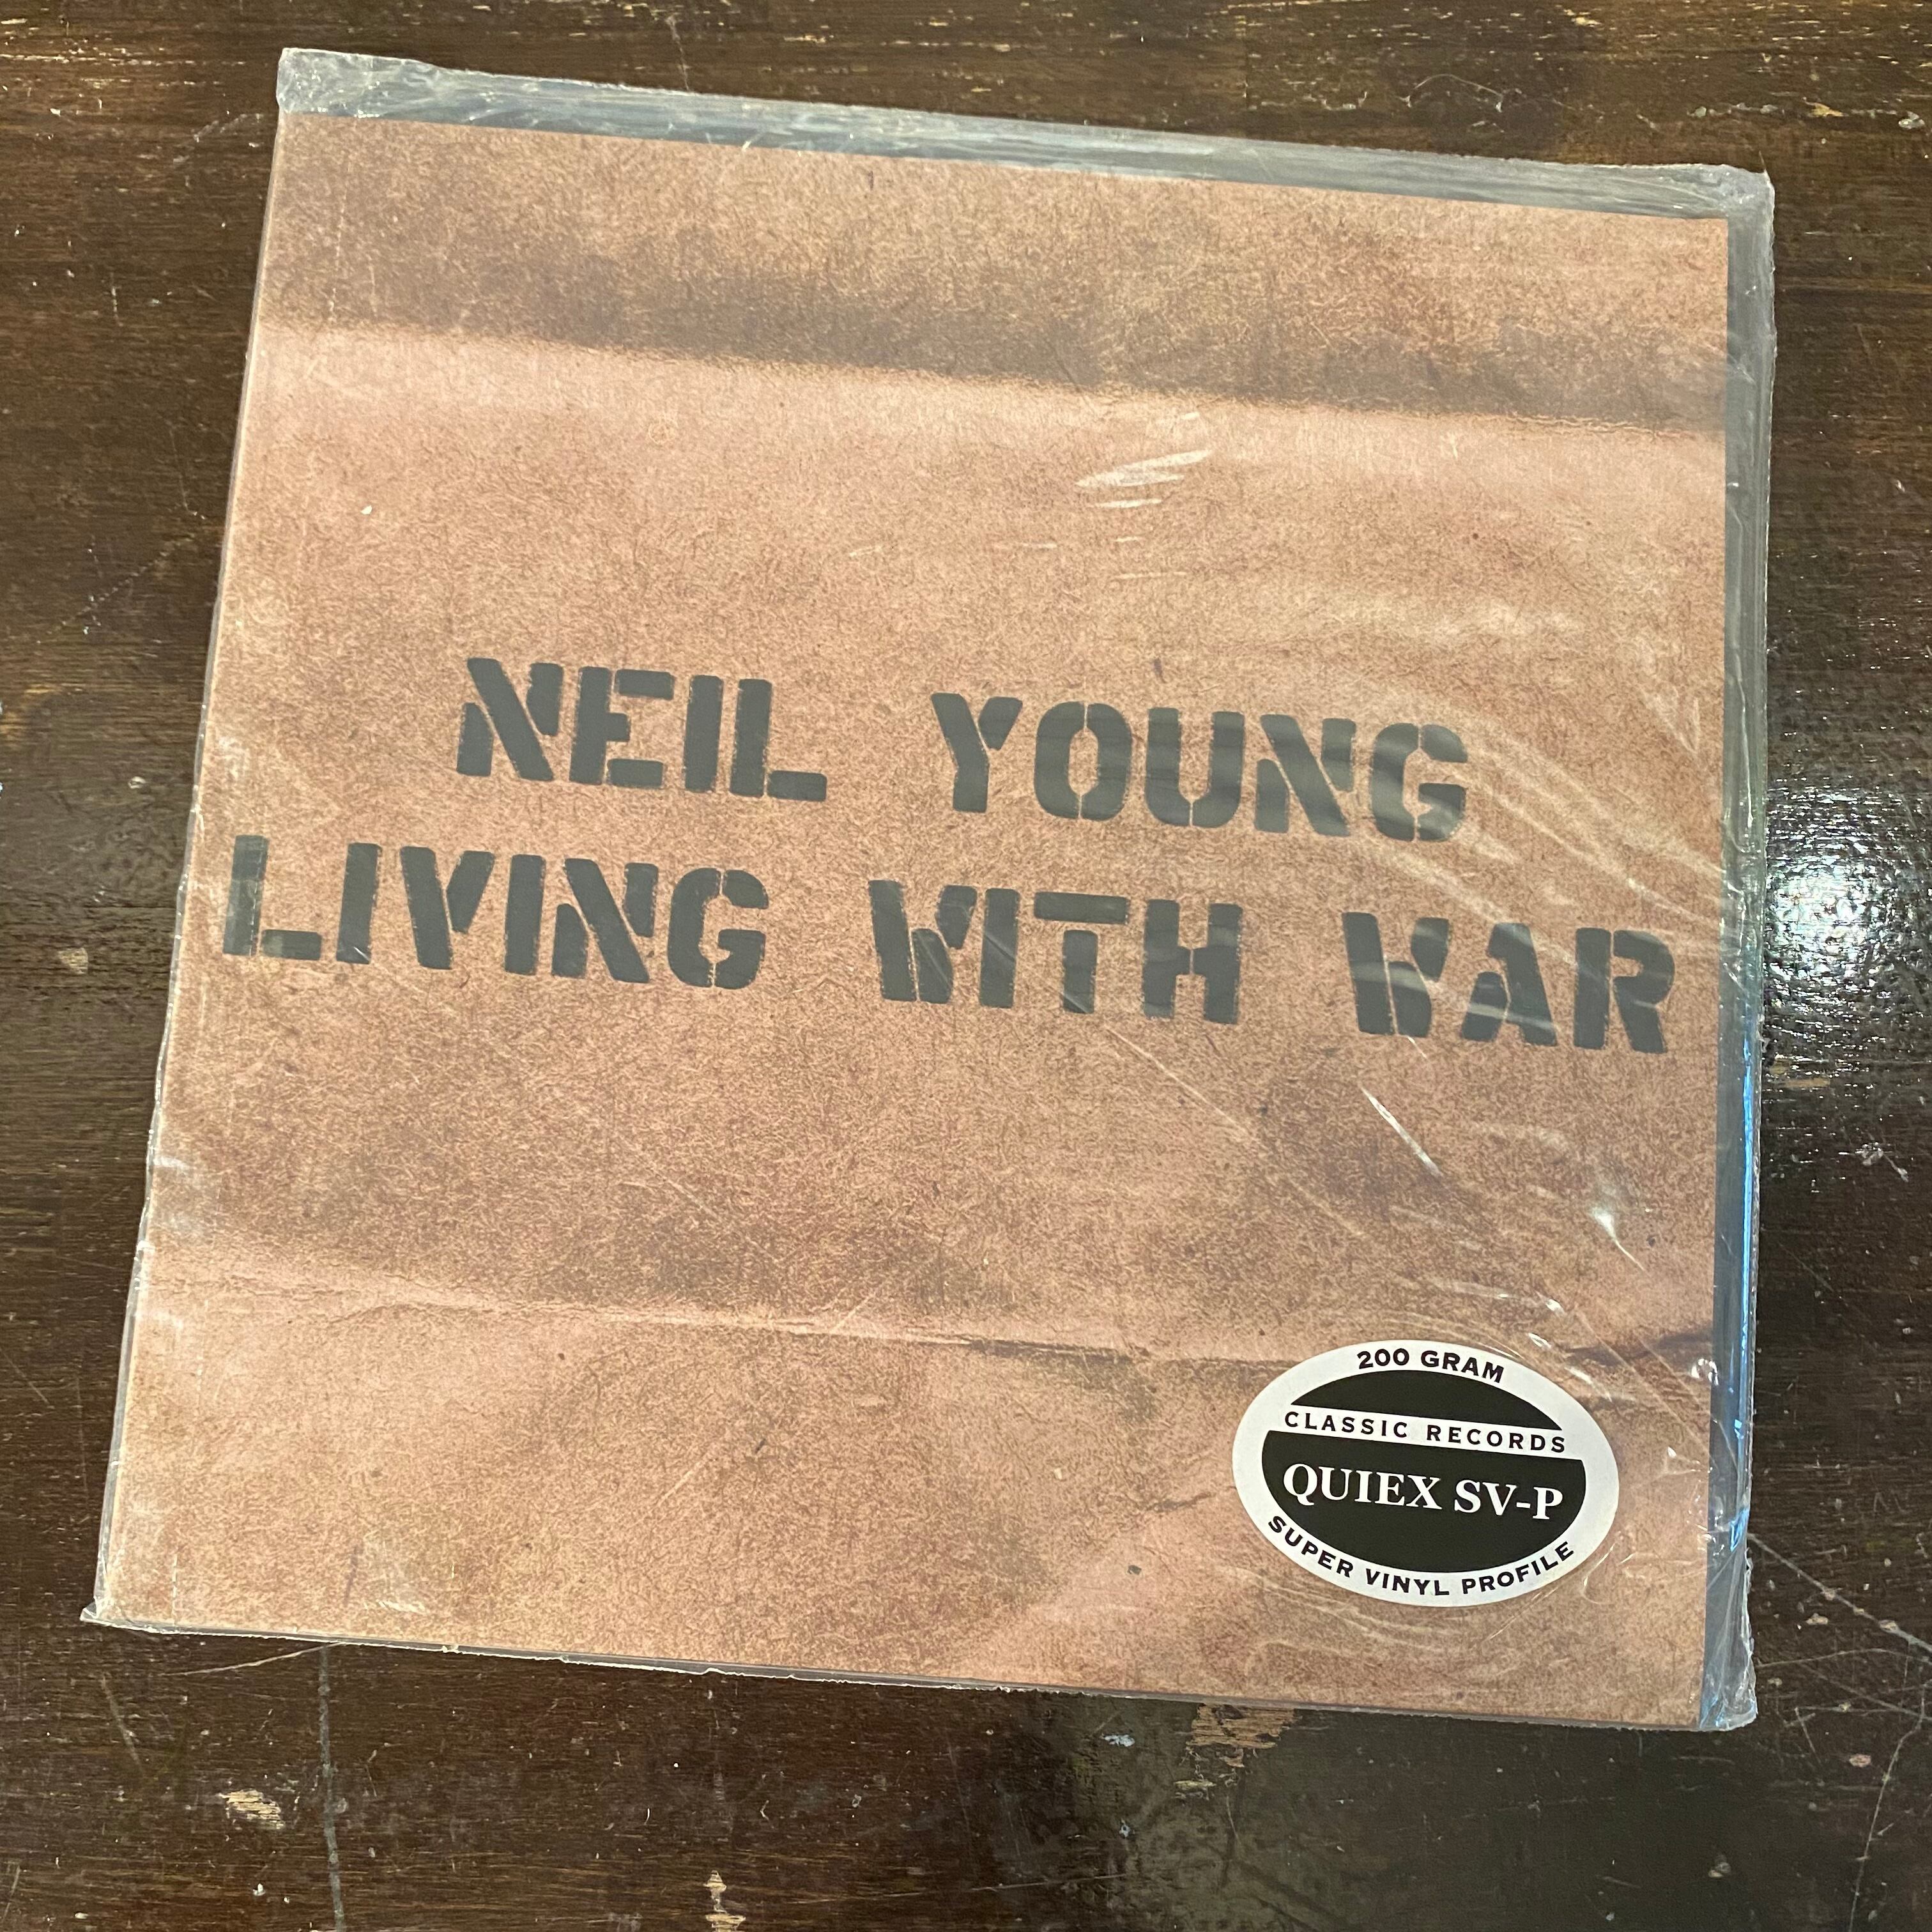 NEIL YOUNG
LIVING WITH WAR
200 GRAM
CLASSIC RECORDS
QUIEX SV-P
SUPER VINYL PROFILE